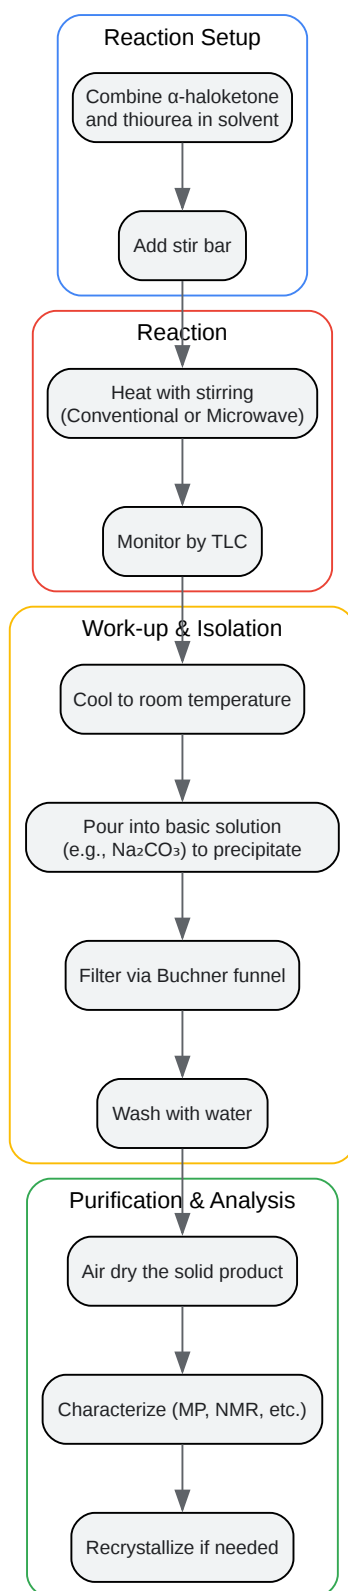 Reaction Setup
Combine α-haloketone
and thiourea in solvent
Add stir bar
Reaction
Heat with stirring
(Conventional or Microwave)
Monitor by TLC
Work-up & Isolation
Cool to room temperature
Pour into basic solution
(e.g., Na₂CO₃) to precipitate
Filter via Buchner funnel
Wash with water
Purification & Analysis
Air dry the solid product
Characterize (MP, NMR, etc.)
Recrystallize if needed